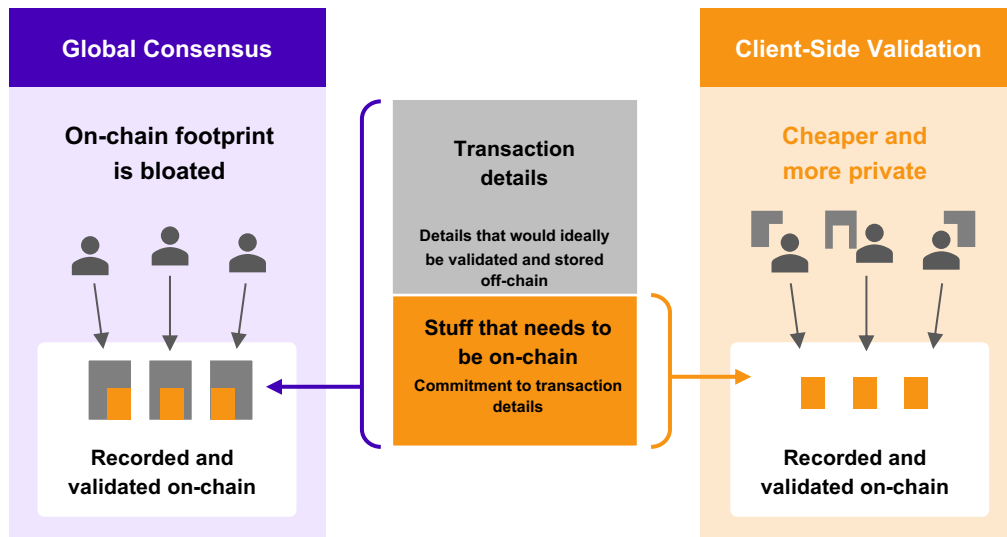 Global Consensus
On-chain footprint
is bloated
Recorded and
validated on-chain
Transaction
details
Details that would ideally
be validated and stored
off-chain
Stuff that needs to
be on-chain
Commitment to transaction
details
Client-Side Validation
Cheaper and
more private
Recorded and
validated on-chain